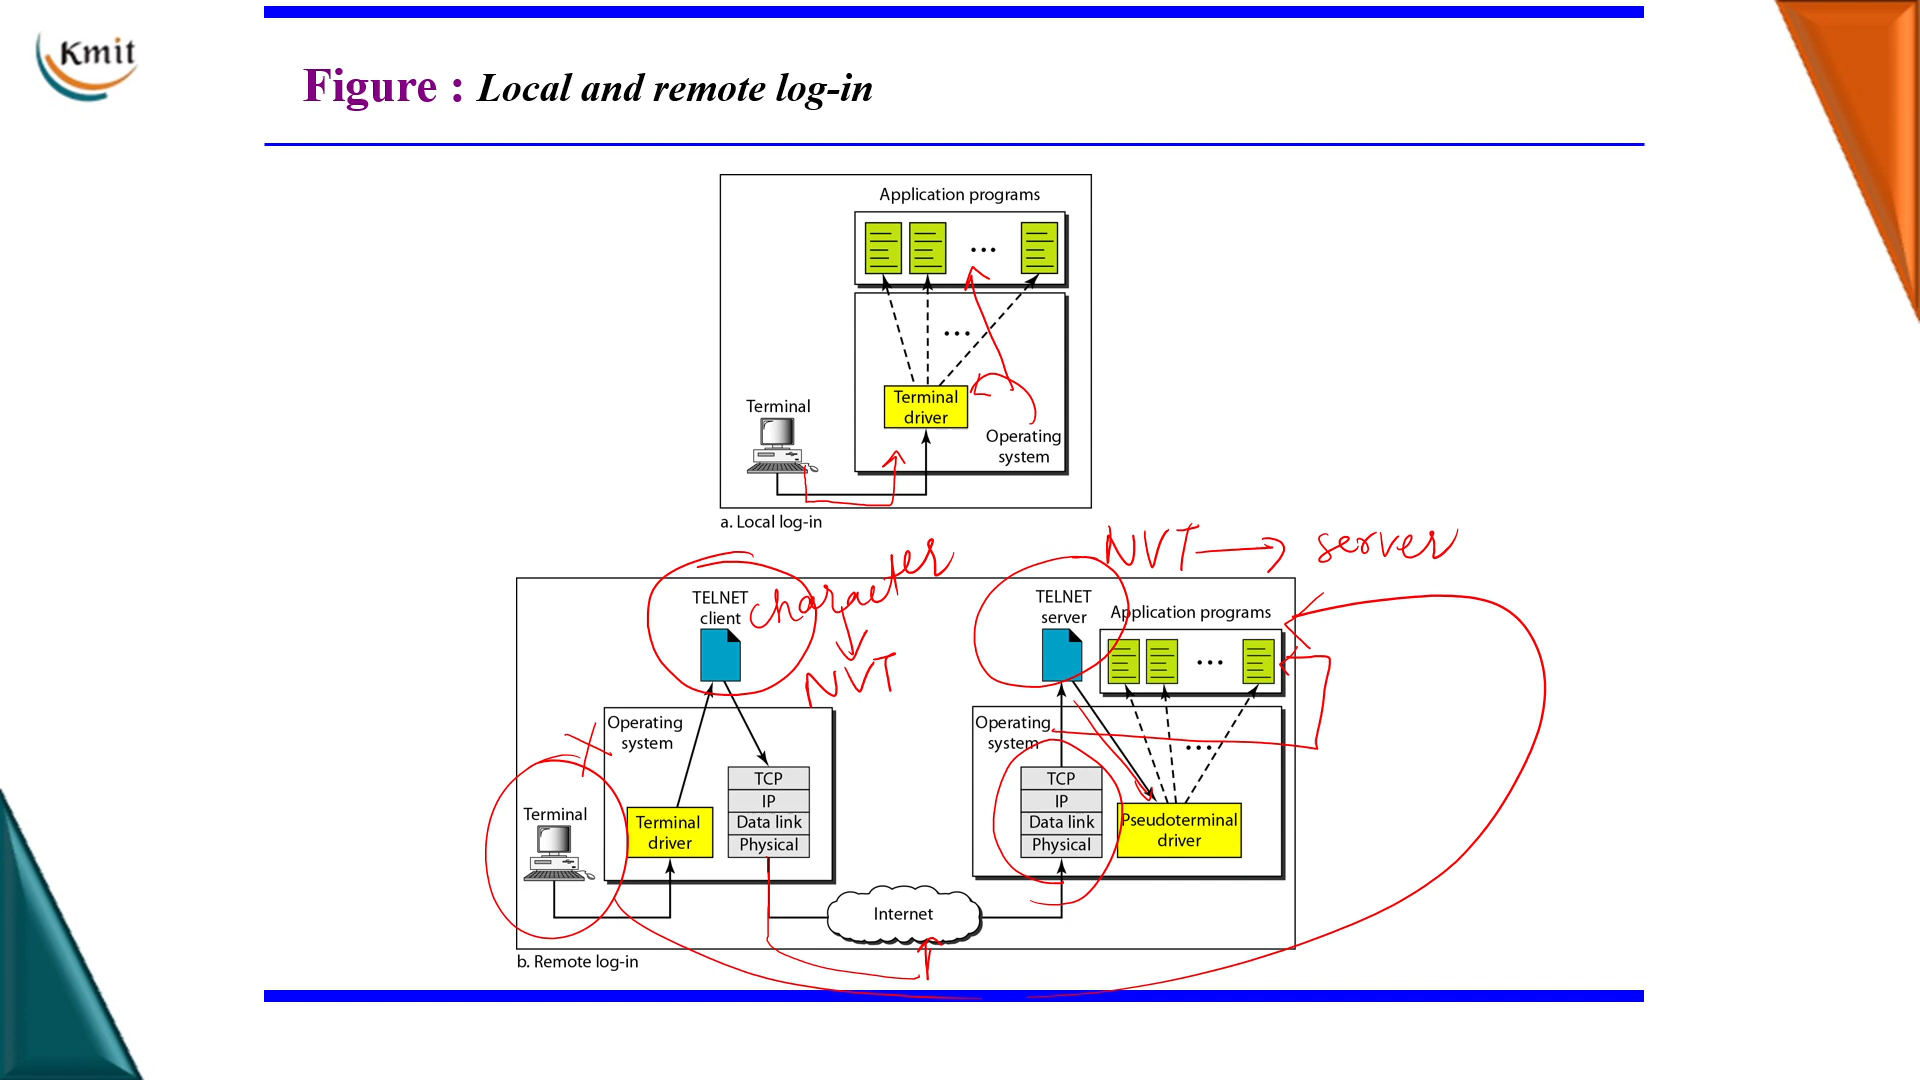 Kmit
Figure : Local and remote log-in
Application programs
Terminal
driver
Terminal
Operating
system
a. Local log-in
NVT → server
character
NVT
TELNET
client
TELNET
server
Application programs
Operating
system
Operating
system
Terminal
Terminal
driver
TCP
IP
Data link
Physical
TCP
IP
Data link
Physical
Pseudoterminal
driver
Internet
b. Remote log-in